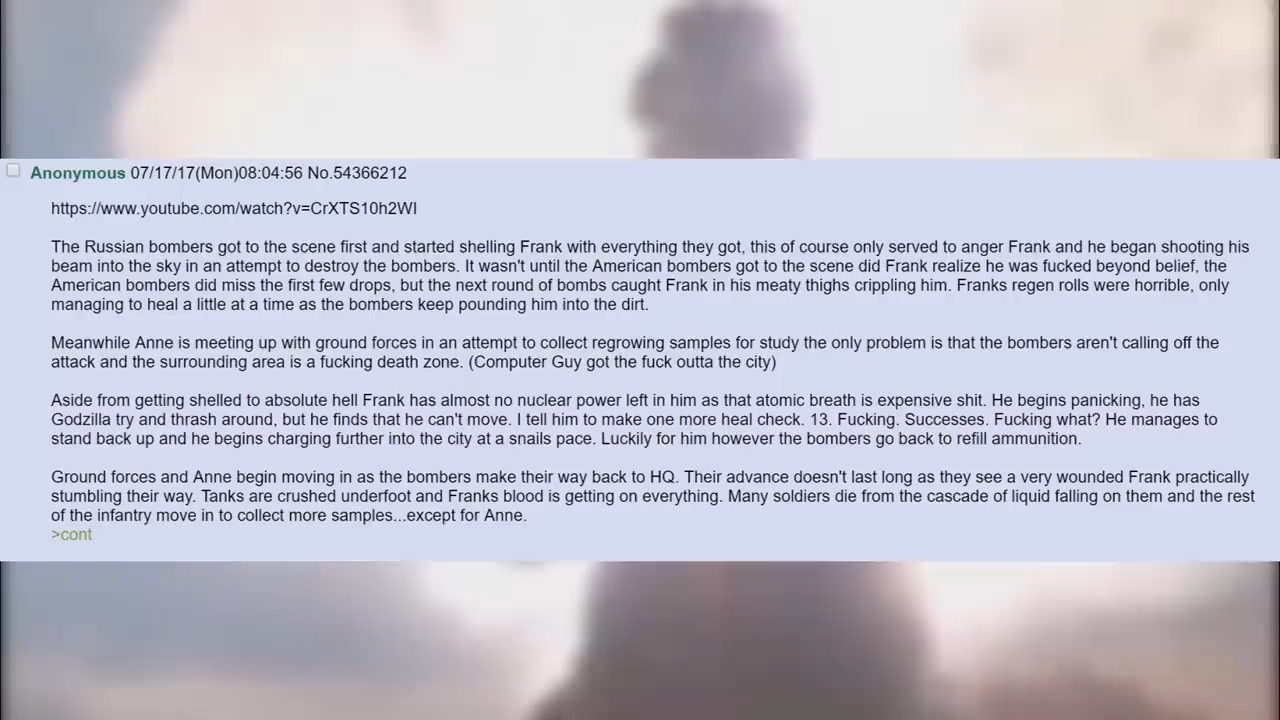 Anonymous 07/17/17(Mon)08:04:56 No.54366212
https://www.youtube.com/watch?v=CrXTS10h2WI
The Russian bombers got to the scene first and started shelling Frank with everything they got, this of course only served to anger Frank and he began shooting his
beam into the sky in an attempt to destroy the bombers. It wasn't until the American bombers got to the scene did Frank realize he was fucked beyond belief, the
American bombers did miss the first few drops, but the next round of bombs caught Frank in his meaty thighs crippling him. Franks regen rolls were horrible, only
managing to heal a little at a time as the bombers keep pounding him into the dirt.
Meanwhile Anne is meeting up with ground forces in an attempt to collect regrowing samples for study the only problem is that the bombers aren't calling off the
attack and the surrounding area is a fucking death zone. (Computer Guy got the fuck outta the city)
Aside from getting shelled to absolute hell Frank has almost no nuclear power left in him as that atomic breath is expensive shit. He begins panicking, he has
Godzilla try and thrash around, but he finds that he can't move. I tell him to make one more heal check. 13. Fucking. Successes. Fucking what? He manages to
stand back up and he begins charging further into the city at a snails pace. Luckily for him however the bombers go back to refill ammunition.
Ground forces and Anne begin moving in as the bombers make their way back to HQ. Their advance doesn't last long as they see a very wounded Frank practically
stumbling their way. Tanks are crushed underfoot and Franks blood is getting on everything. Many soldiers die from the cascade of liquid falling on them and the rest
of the infantry move in to collect more samples...except for Anne.
>cont